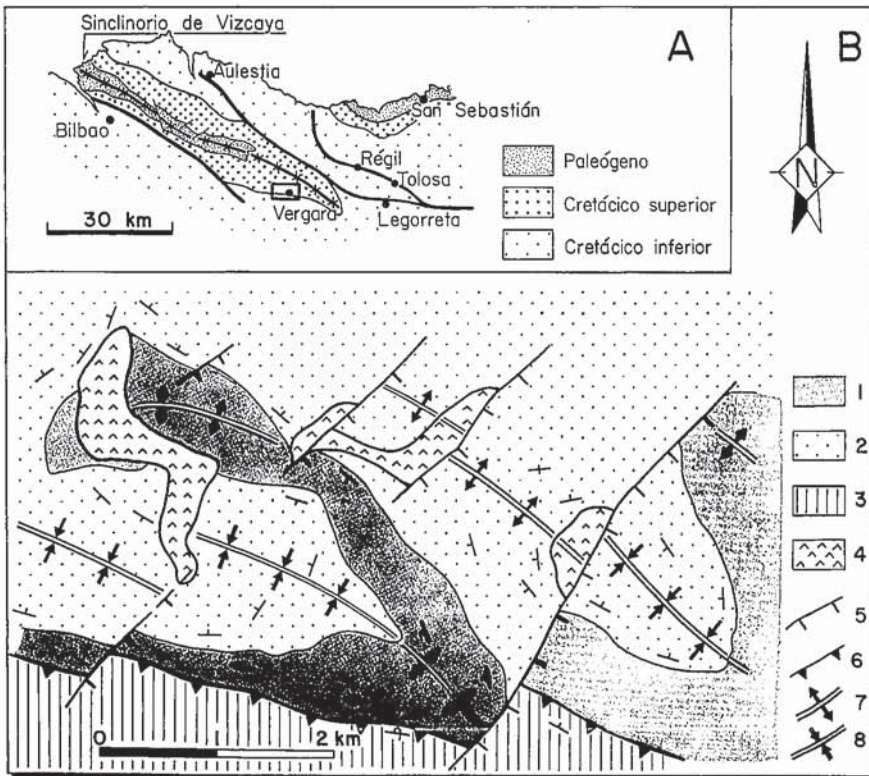 Sinclinorio de Vizcaya
A
B
Aulestia
San Sebastián
Bilbao
Régil
Tolosa
Vergara
Legorreta
30 km
Paleógeno
Cretácico superior
Cretácico inferior
N
1
2
3
4
5
6
7
8
0 1 2 km